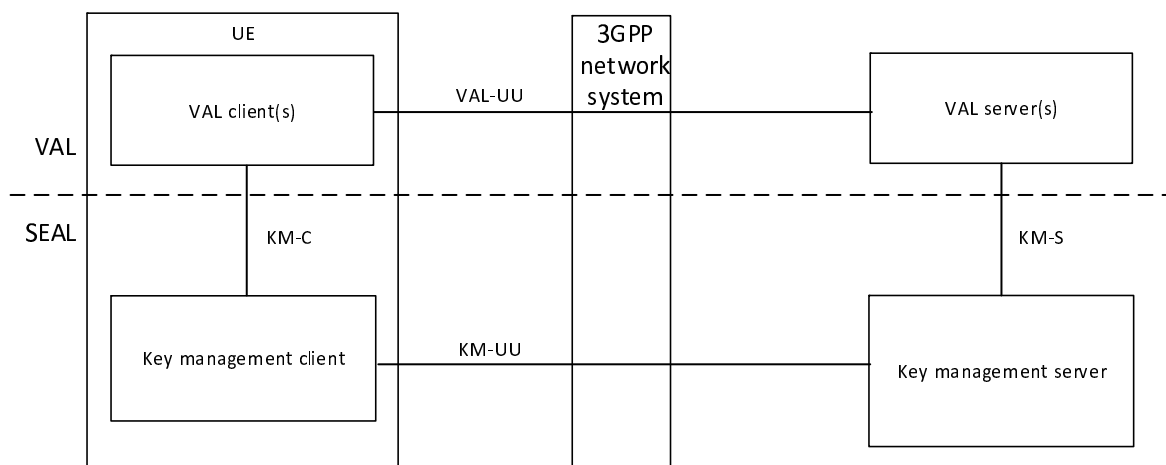 UE
3GPP
network
system
VAL client(s)
VAL-UU
VAL server(s)
VAL
SEAL
KM-C
KM-S
Key management client
KM-UU
Key management server